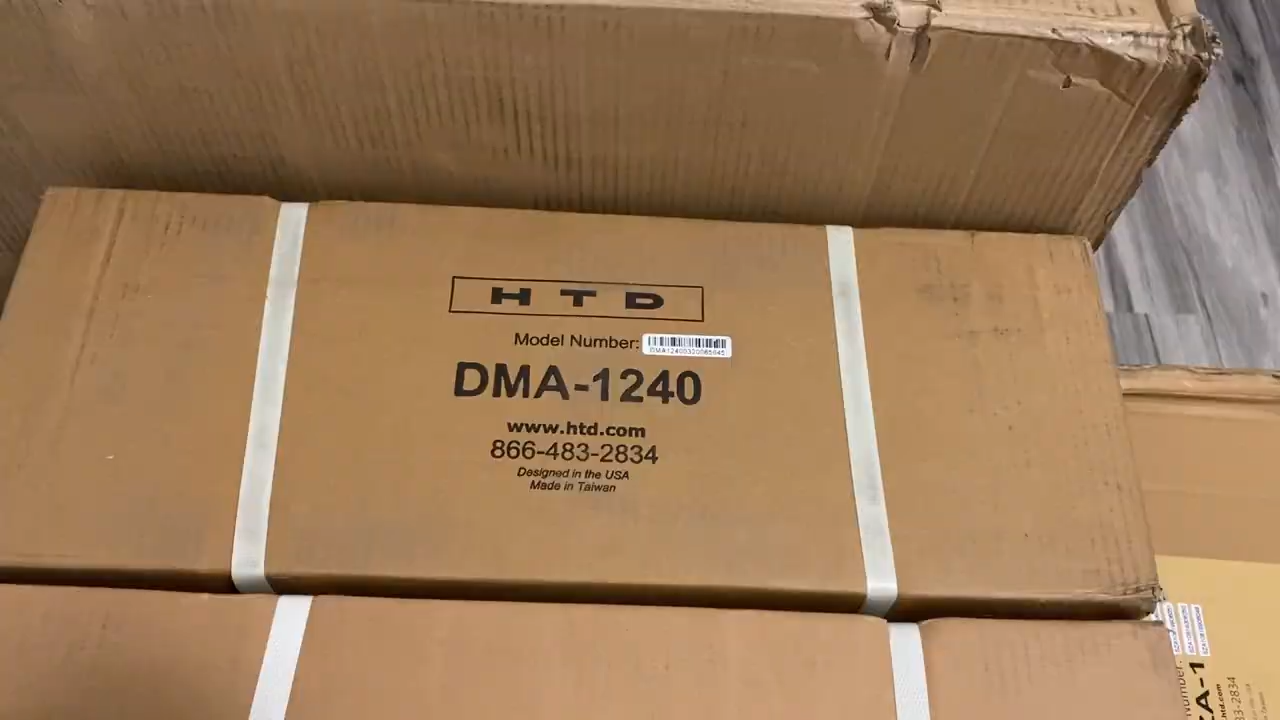 HTD
Model Number:
DMA-1240
www.htd.com
866-483-2834
Designed in the USA
Made in Taiwan